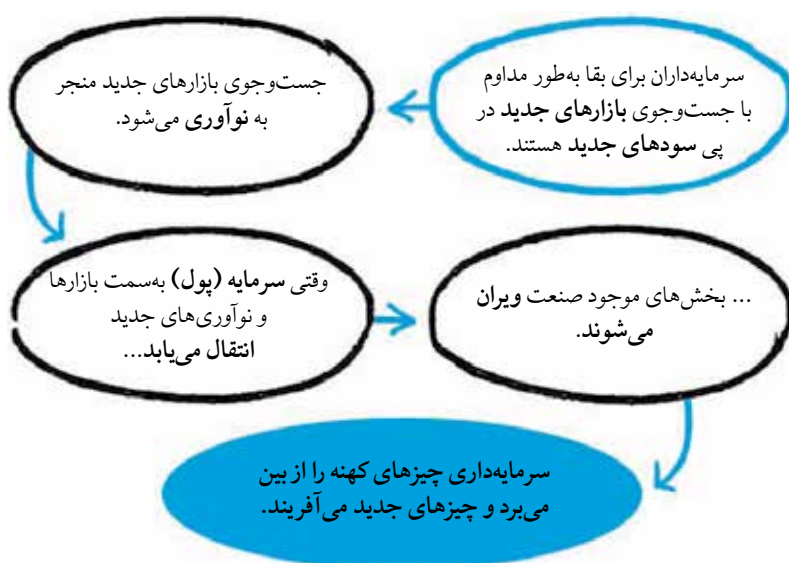 سرمایه‌داران برای بقا به‌طور مداوم
با جست‌وجوی بازارهای جدید در
پی سودهای جدید هستند.
جست‌وجوی بازارهای جدید منجر
به نوآوری می‌شود.
وقتی سرمایه (پول) به‌سمت بازارها
و نوآوری‌های جدید
انتقال می‌یابد...
... بخش‌های موجود صنعت ویران
می‌شوند.
سرمایه‌داری چیزهای کهنه را از بین
می‌برد و چیزهای جدید می‌آفریند.